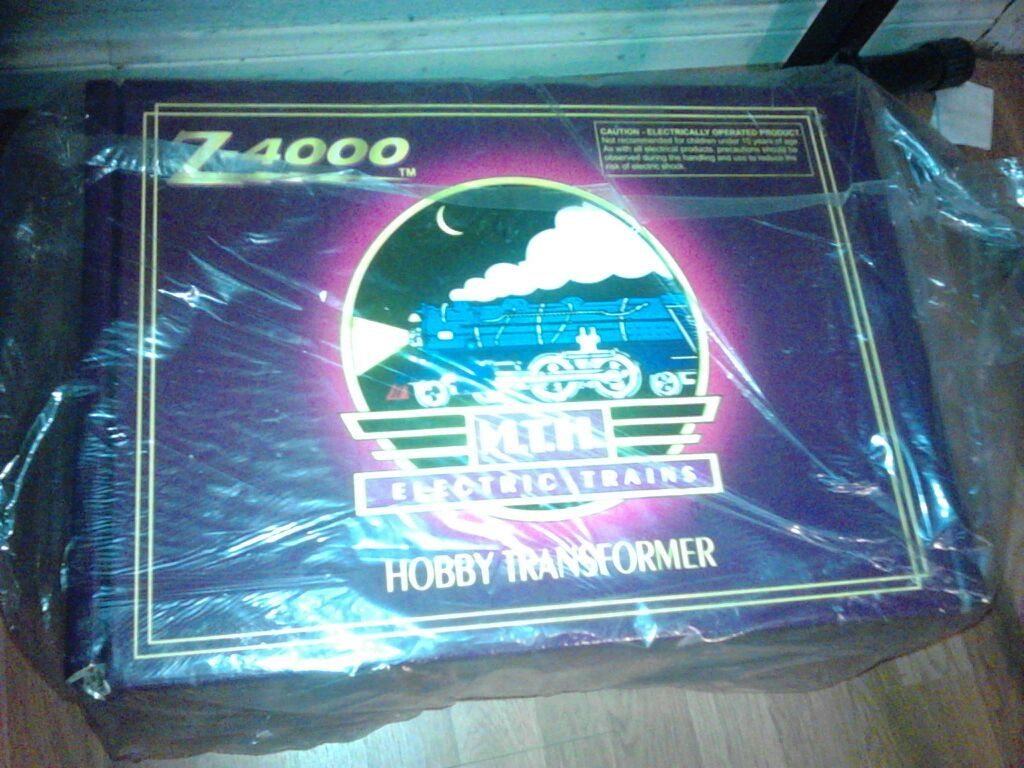 Z-4000 TM
CAUTION - ELECTRICALLY OPERATED PRODUCT
Not recommended for children under 10 years of age
As with all electrical products, precautions should be
observed during the handling and use to reduce the
risk of electric shock.
M.T.H.
ELECTRIC TRAINS
HOBBY TRANSFORMER